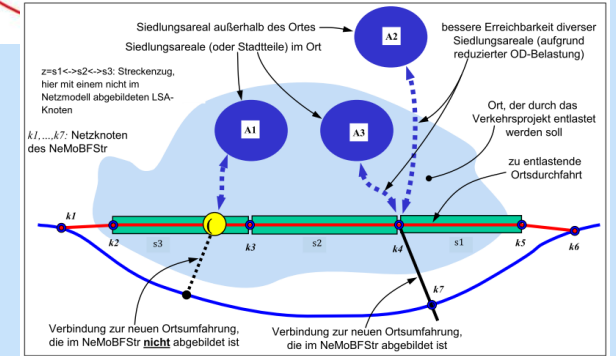 Siedlungsareal außerhalb des Ortes
Siedlungsareale (oder Stadtteile) im Ort
z=s1<->s2<->s3: Streckenzug,
hier mit einem nicht im
Netzmodell abgebildeten LSA-
Knoten
k1,...,k7: Netzknoten
des NeMoBFStr
A2
A1
A3
bessere Erreichbarkeit diverser
Siedlungsareale (aufgrund
reduzierter OD-Belastung)
Ort, der durch das
Verkehrsprojekt entlastet
werden soll
zu entlastende
Ortsdurchfahrt
k1
k2
s3
k3
s2
k4
s1
k5
k6
k7
Verbindung zur neuen Ortsumfahrung,
die im NeMoBFStr nicht abgebildet ist
Verbindung zur neuen Ortsumfahrung,
die im NeMoBFStr abgebildet ist